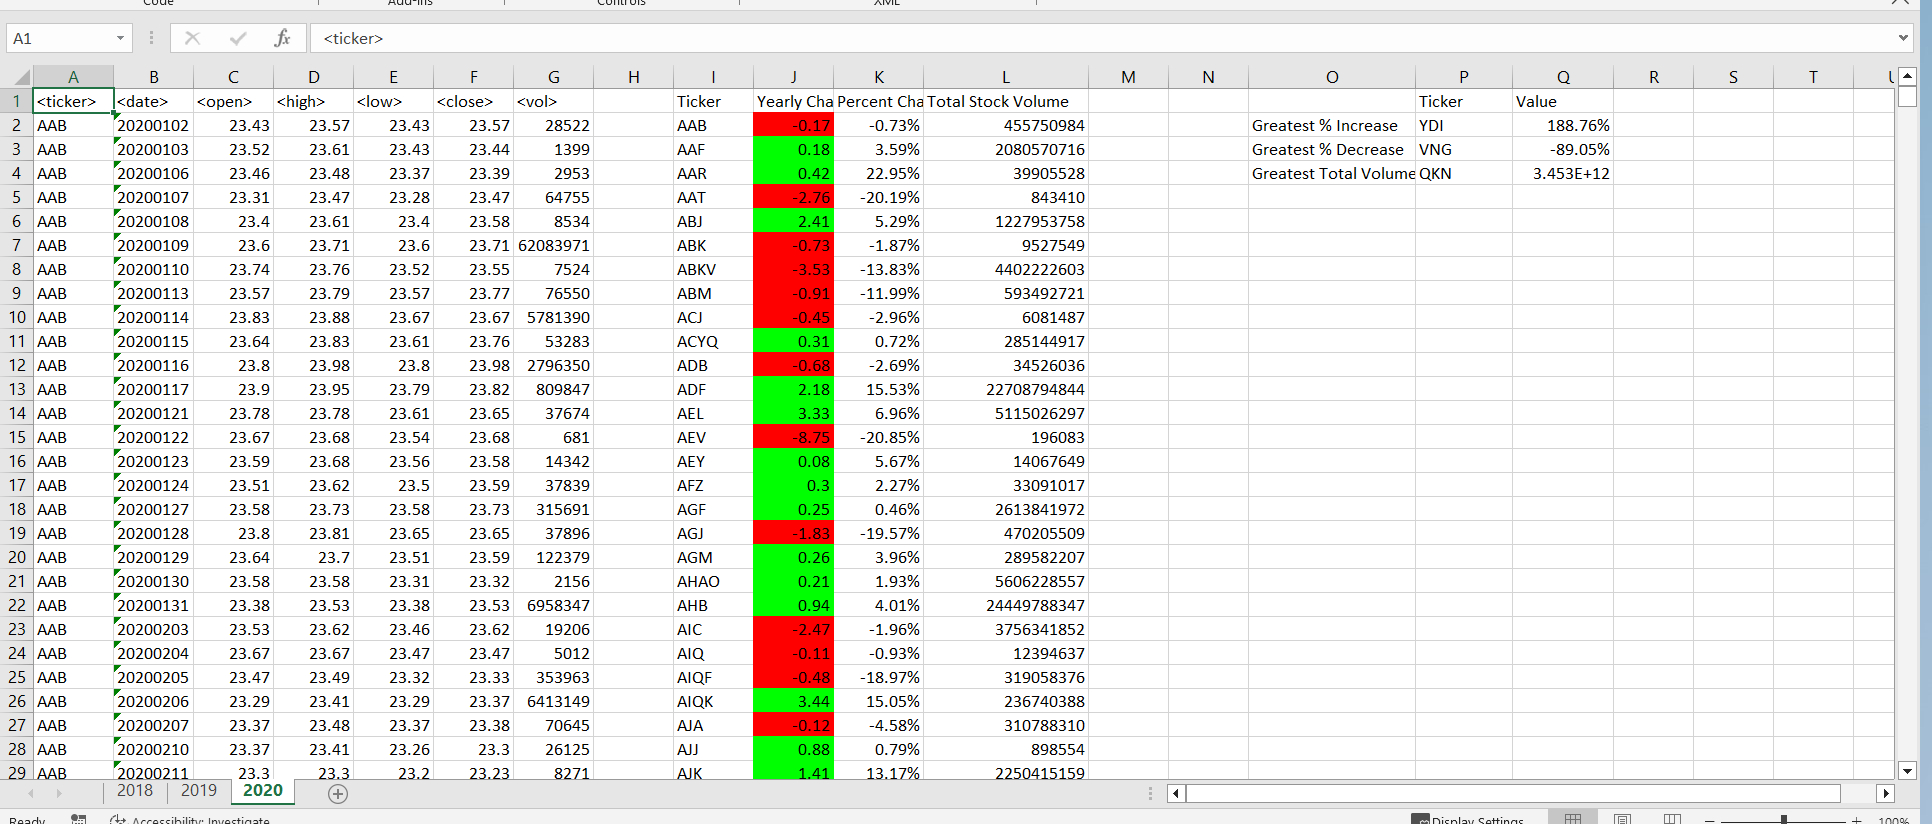 Code Add-ins Controls XML
A1 fx <ticker>
A B C D E F G H I J K L M N O P Q R S T U
1 <ticker> <date> <open> <high> <low> <close> <vol> Ticker Yearly Cha Percent Cha Total Stock Volume Ticker Value
2 AAB 20200102 23.43 23.57 23.43 23.57 28522 AAB -0.17 -0.73% 455750984 Greatest % Increase YDI 188.76%
3 AAB 20200103 23.52 23.61 23.43 23.44 1399 AAF 0.18 3.59% 2080570716 Greatest % Decrease VNG -89.05%
4 AAB 20200106 23.46 23.48 23.37 23.39 2953 AAR 0.42 22.95% 39905528 Greatest Total Volume QKN 3.453E+12
5 AAB 20200107 23.31 23.47 23.28 23.47 64755 AAT -2.76 -20.19% 843410
6 AAB 20200108 23.4 23.61 23.4 23.58 8534 ABJ 2.41 5.29% 1227953758
7 AAB 20200109 23.6 23.71 23.6 23.71 62083971 ABK -0.73 -1.87% 9527549
8 AAB 20200110 23.74 23.76 23.52 23.55 7524 ABKV -3.53 -13.83% 4402222603
9 AAB 20200113 23.57 23.79 23.57 23.77 76550 ABM -0.91 -11.99% 593492721
10 AAB 20200114 23.83 23.88 23.67 23.67 5781390 ACJ -0.45 -2.96% 6081487
11 AAB 20200115 23.64 23.83 23.61 23.76 53283 ACYQ 0.31 0.72% 285144917
12 AAB 20200116 23.8 23.98 23.8 23.98 2796350 ADB -0.68 -2.69% 34526036
13 AAB 20200117 23.9 23.95 23.79 23.82 809847 ADF 2.18 15.53% 22708794844
14 AAB 20200121 23.78 23.78 23.61 23.65 37674 AEL 3.33 6.96% 5115026297
15 AAB 20200122 23.67 23.68 23.54 23.68 681 AEV -8.75 -20.85% 196083
16 AAB 20200123 23.59 23.68 23.56 23.58 14342 AEY 0.08 5.67% 14067649
17 AAB 20200124 23.51 23.62 23.5 23.59 37839 AFZ 0.3 2.27% 33091017
18 AAB 20200127 23.58 23.73 23.58 23.73 315691 AGF 0.25 0.46% 2613841972
19 AAB 20200128 23.8 23.81 23.65 23.65 37896 AGJ -1.83 -19.57% 470205509
20 AAB 20200129 23.64 23.7 23.51 23.59 122379 AGM 0.26 3.96% 289582207
21 AAB 20200130 23.58 23.58 23.31 23.32 2156 AHAO 0.21 1.93% 5606228557
22 AAB 20200131 23.38 23.53 23.38 23.53 6958347 AHB 0.94 4.01% 24449788347
23 AAB 20200203 23.53 23.62 23.46 23.62 19206 AIC -2.47 -1.96% 3756341852
24 AAB 20200204 23.67 23.67 23.47 23.47 5012 AIQ -0.11 -0.93% 12394637
25 AAB 20200205 23.47 23.49 23.32 23.33 353963 AIQF -0.48 -18.97% 319058376
26 AAB 20200206 23.29 23.41 23.29 23.37 6413149 AIQK 3.44 15.05% 236740388
27 AAB 20200207 23.37 23.48 23.37 23.38 70645 AJA -0.12 -4.58% 310788310
28 AAB 20200210 23.37 23.41 23.26 23.3 26125 AJJ 0.88 0.79% 898554
29 AAB 20200211 23.3 23.3 23.2 23.23 8271 AJK 1.41 13.17% 2250415159
2018 2019 2020
Ready Accessibility: Investigate Display Settings 100%